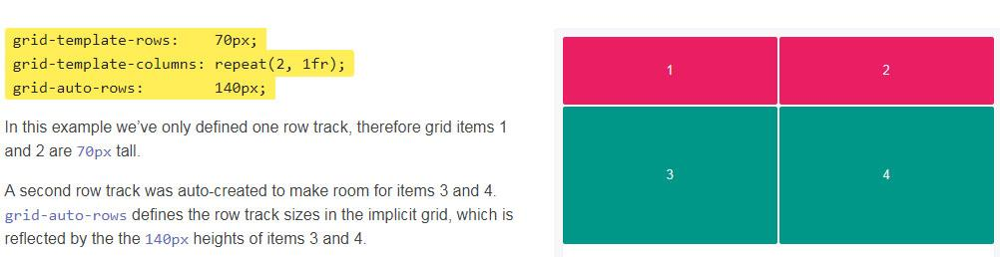 grid-template-rows:    70px;
grid-template-columns: repeat(2, 1fr);
grid-auto-rows:        140px;
In this example we’ve only defined one row track, therefore grid items 1
and 2 are 70px tall.
A second row track was auto-created to make room for items 3 and 4.
grid-auto-rows defines the row track sizes in the implicit grid, which is
reflected by the the 140px heights of items 3 and 4.
1
2
3
4